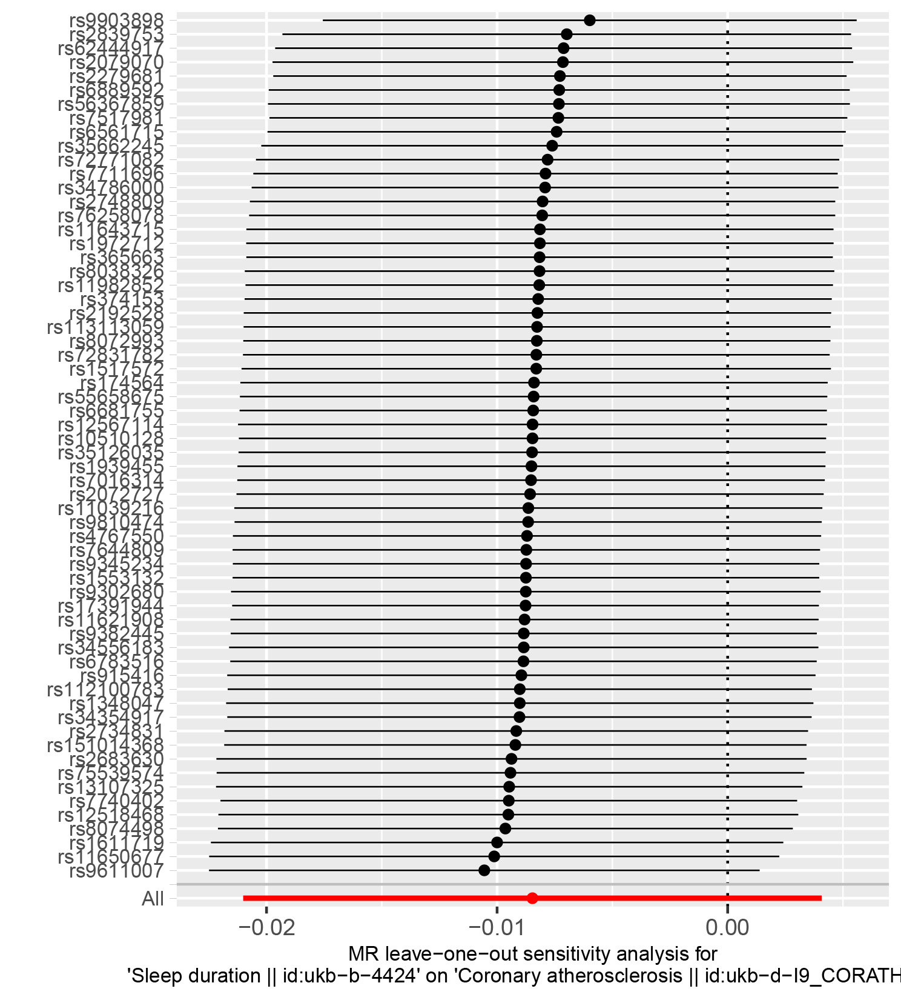 rs9903898
rs2839753
rs62444917
rs2079070
rs2279681
rs6889592
rs56367859
rs7517981
rs6561715
rs35662245
rs72771082
rs7711696
rs34786000
rs2748809
rs76258078
rs11643715
rs1972712
rs365663
rs8038326
rs11982852
rs374153
rs2192528
rs113113059
rs8072993
rs72831782
rs1517572
rs174564
rs55658675
rs6681755
rs12567114
rs10510128
rs35126035
rs1939455
rs7016314
rs2072727
rs11039216
rs9810474
rs4767550
rs7644809
rs9345234
rs1553132
rs9302680
rs17391944
rs11621908
rs9382445
rs34556183
rs6783516
rs915416
rs112100783
rs1348047
rs34354917
rs2734831
rs151014368
rs2683630
rs75539574
rs13107325
rs7740402
rs12518468
rs8074498
rs1611719
rs11650677
rs9611007
All
−0.02 −0.01 0.00
MR leave−one−out sensitivity analysis for
'Sleep duration || id:ukb−b−4424' on 'Coronary atherosclerosis || id:ukb−d−I9_CORATH